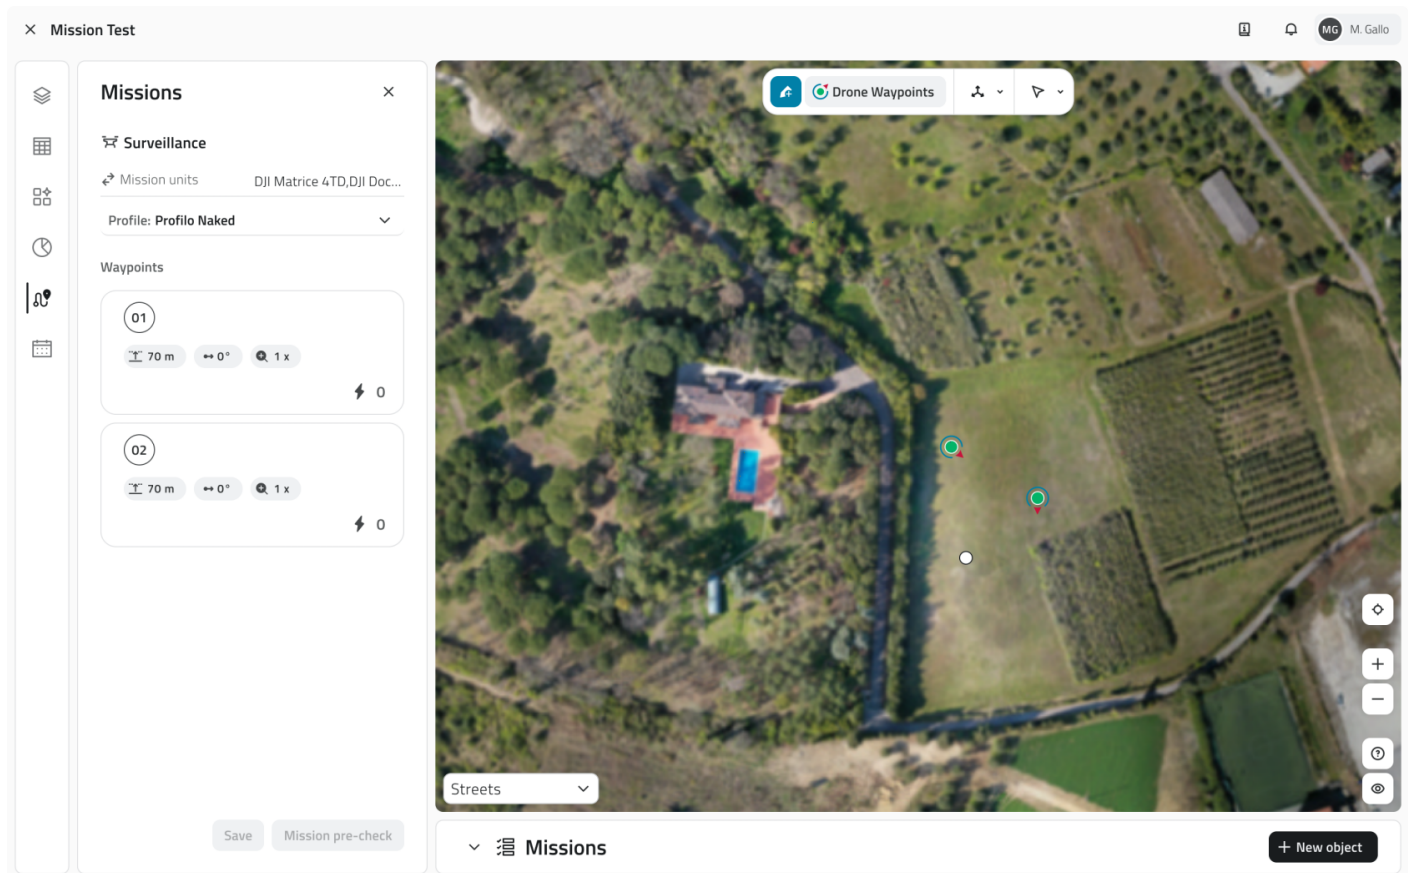 Mission Test
MG M. Gallo
Missions
Surveillance
Mission units DJI Matrice 4TD,DJI Doc...
Profile: Profilo Naked
Waypoints
01
70 m 0° 1 x
0
02
70 m 0° 1 x
0
Save Mission pre-check
Drone Waypoints
Streets
Missions
New object